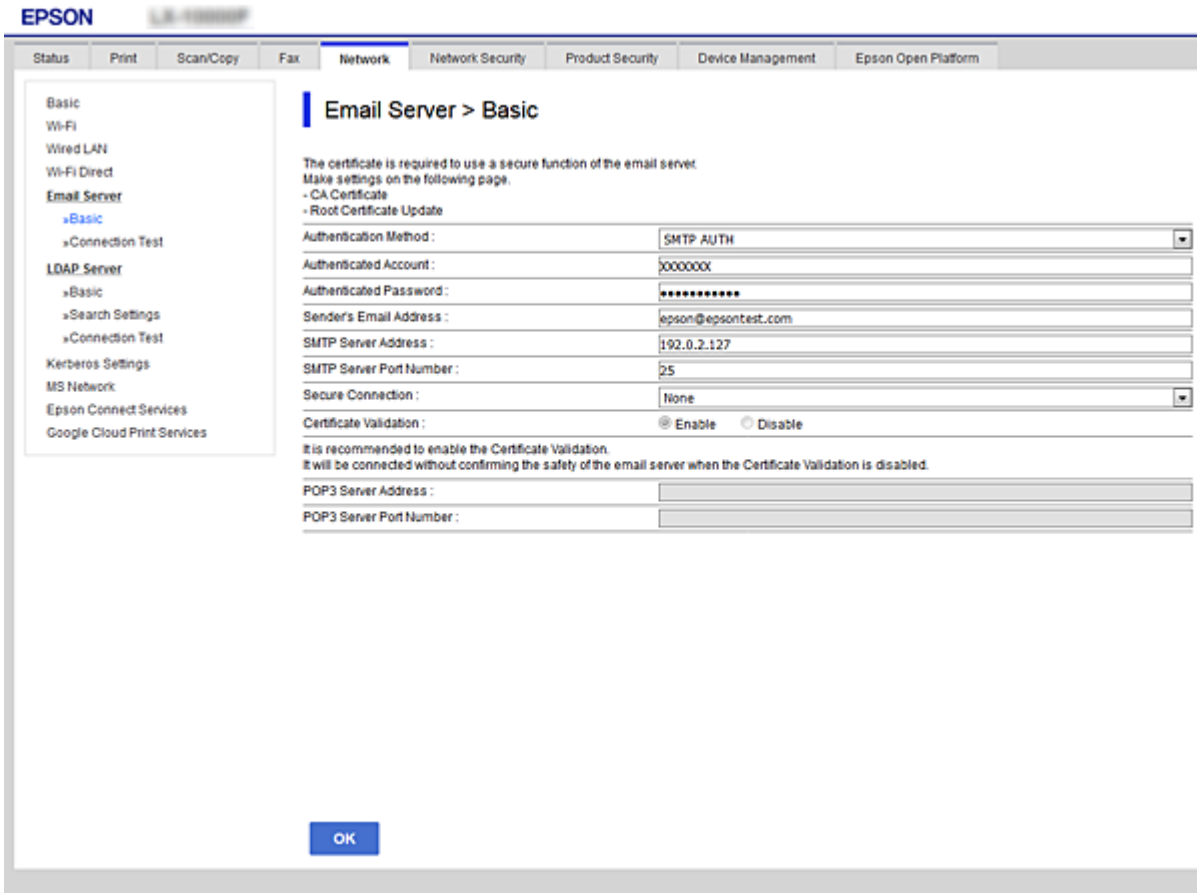 EPSON
Status Print Scan/Copy Fax Network Network Security Product Security Device Management Epson Open Platform
Basic
Wi-Fi
Wired LAN
Wi-Fi Direct
Email Server
»Basic
»Connection Test
LDAP Server
»Basic
»Search Settings
»Connection Test
Kerberos Settings
MS Network
Epson Connect Services
Google Cloud Print Services
Email Server > Basic
The certificate is required to use a secure function of the email server.
Make settings on the following page.
- CA Certificate
- Root Certificate Update
Authentication Method : SMTP AUTH
Authenticated Account : XXXXXXX
Authenticated Password : •••••••••••
Sender's Email Address : epson@epsontest.com
SMTP Server Address : 192.0.2.127
SMTP Server Port Number : 25
Secure Connection : None
Certificate Validation : Enable Disable
It is recommended to enable the Certificate Validation.
It will be connected without confirming the safety of the email server when the Certificate Validation is disabled.
POP3 Server Address :
POP3 Server Port Number :
OK